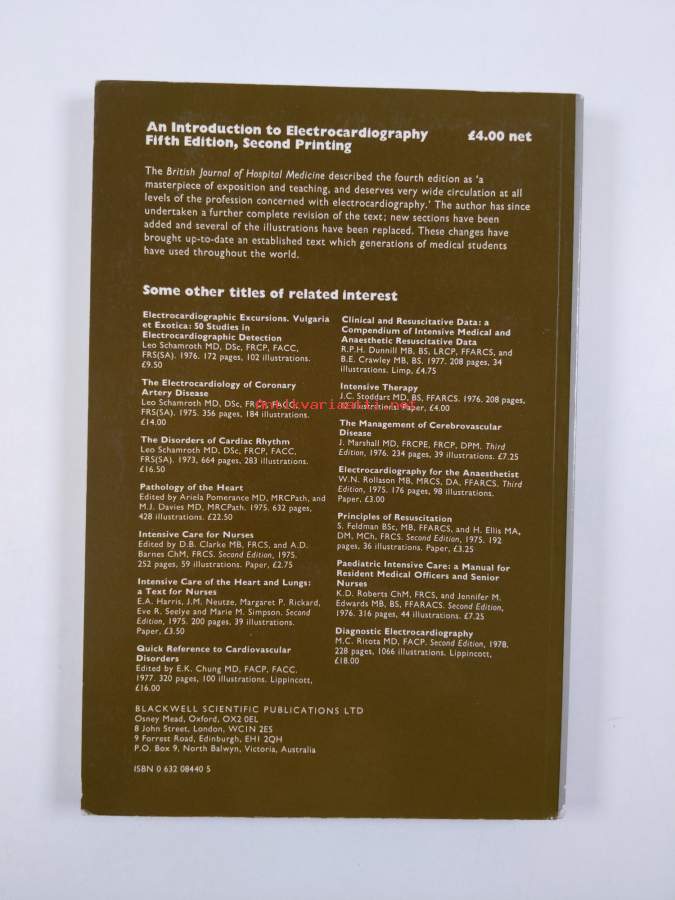 An Introduction to Electrocardiography £4.00 net
Fifth Edition, Second Printing
The British Journal of Hospital Medicine described the fourth edition as 'a
masterpiece of exposition and teaching, and deserves very wide circulation at all
levels of the profession concerned with electrocardiography.' The author has since
undertaken a further complete revision of the text; new sections have been
added and several of the illustrations have been replaced. These changes have
brought up-to-date an established text which generations of medical students
have used throughout the world.
Some other titles of related interest
Electrocardiographic Excursions. Vulgaria
et Exotica: 50 Studies in
Electrocardiographic Detection
Leo Schamroth MD, DSc, FRCP, FACC,
FRS(SA). 1976. 172 pages, 102 illustrations.
£9.50
The Electrocardiology of Coronary
Artery Disease
Leo Schamroth MD, DSc, FRCP, FACC,
FRS(SA). 1975. 356 pages, 184 illustrations.
£14.00
The Disorders of Cardiac Rhythm
Leo Schamroth MD, DSc, FRCP, FACC,
FRS(SA). 1973, 664 pages, 283 illustrations.
£16.50
Pathology of the Heart
Edited by Ariela Pomerance MD, MRCPath, and
M.J. Davies MD, MRCPath. 1975. 632 pages,
428 illustrations. £22.50
Intensive Care for Nurses
Edited by D.B. Clarke MB, FRCS, and A.D.
Barnes ChM, FRCS. Second Edition, 1975.
252 pages, 59 illustrations. Paper, £2.75
Intensive Care of the Heart and Lungs:
a Text for Nurses
E.A. Harris, J.M. Neutze, Margaret P. Rickard,
Eve R. Seelye and Marie M. Simpson. Second
Edition, 1975. 200 pages, 39 illustrations.
Paper, £3.50
Quick Reference to Cardiovascular
Disorders
Edited by E.K. Chung MD, FACP, FACC.
1977. 320 pages, 100 illustrations. Lippincott,
£16.00
Clinical and Resuscitative Data: a
Compendium of Intensive Medical and
Anaesthetic Resuscitative Data
R.P.H. Dunnill MB, BS, LRCP, FFARCS, and
B.E. Crawley MB, BS. 1977. 208 pages, 34
illustrations. Limp, £4.75
Intensive Therapy
J.C. Stoddart MD, BS, FFARCS. 1976. 208 pages,
illustrations. Paper, £4.00
The Management of Cerebrovascular
Disease
J. Marshall MD, FRCPE, FRCP, DPM. Third
Edition, 1976. 234 pages, 39 illustrations. £7.25
Electrocardiography for the Anaesthetist
W.N. Rollason MB, MRCS, DA, FFARCS. Third
Edition, 1975. 176 pages, 98 illustrations.
Paper, £3.00
Principles of Resuscitation
S. Feldman BSc, MB, FFARCS, and H. Ellis MA,
DM, MCh, FRCS. Second Edition, 1975. 192
pages, 36 illustrations. Paper, £3.25
Paediatric Intensive Care: a Manual for
Resident Medical Officers and Senior
Nurses
K.D. Roberts ChM, FRCS, and Jennifer M.
Edwards MB, BS, FFARACS. Second Edition,
1976. 316 pages, 44 illustrations. £7.25
Diagnostic Electrocardiography
M.C. Ritota MD, FACP. Second Edition, 1978.
228 pages, 1066 illustrations. Lippincott,
£18.00
antikvariaatti.net
BLACKWELL SCIENTIFIC PUBLICATIONS LTD
Osney Mead, Oxford, OX2 0EL
8 John Street, London, WC1N 2ES
9 Forrest Road, Edinburgh, EH1 2QH
P.O. Box 9, North Balwyn, Victoria, Australia
ISBN 0 632 08440 5